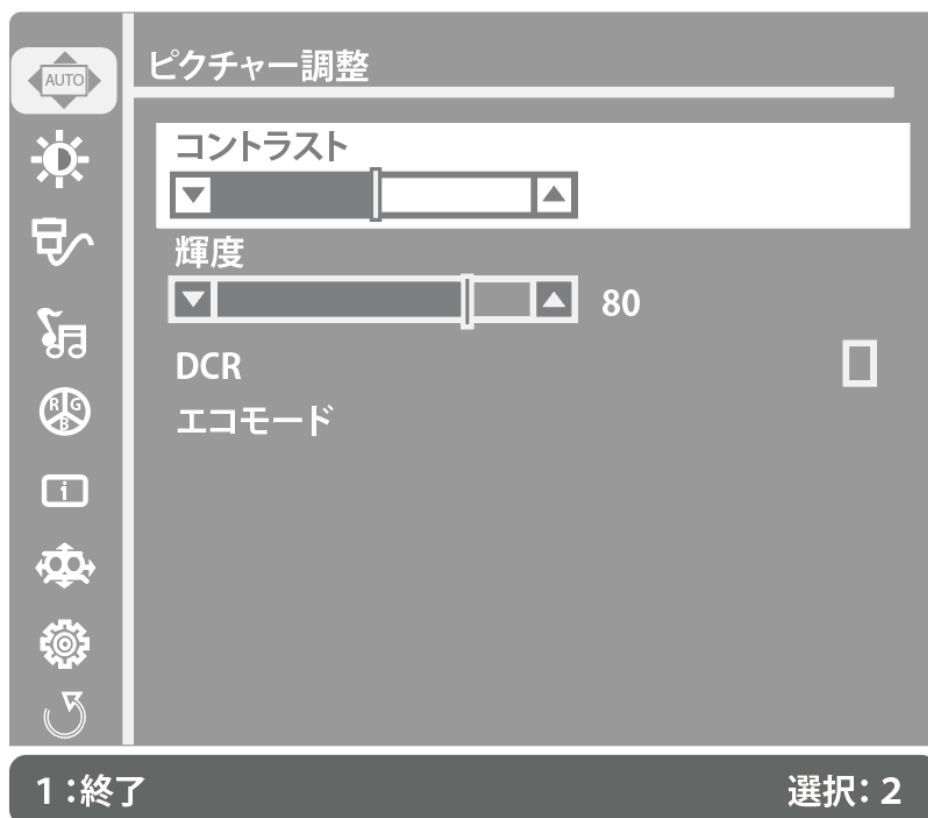 AUTO
ピクチャー調整
コントラスト
輝度
80
DCR
エコモード
R G
B
i
1：終了
選択：2